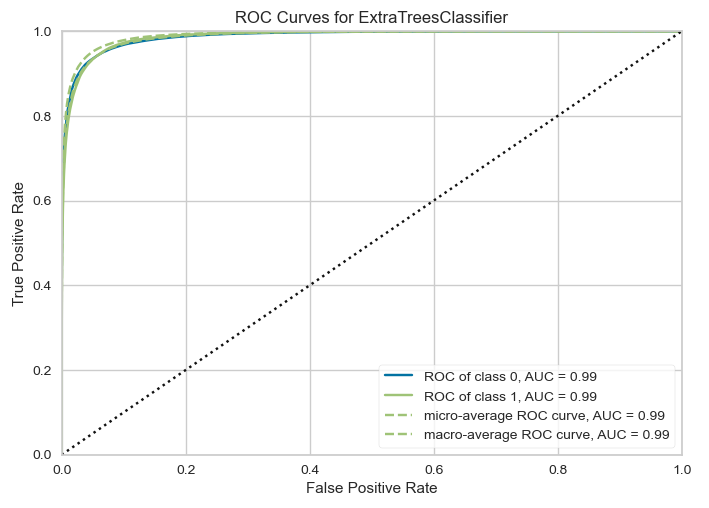 ROC Curves for ExtraTreesClassifier
1.0
0.8
0.6
0.4
0.2
0.0
True Positive Rate
ROC of class 0, AUC = 0.99
ROC of class 1, AUC = 0.99
micro-average ROC curve, AUC = 0.99
macro-average ROC curve, AUC = 0.99
0.0 0.2 0.4 0.6 0.8 1.0
False Positive Rate